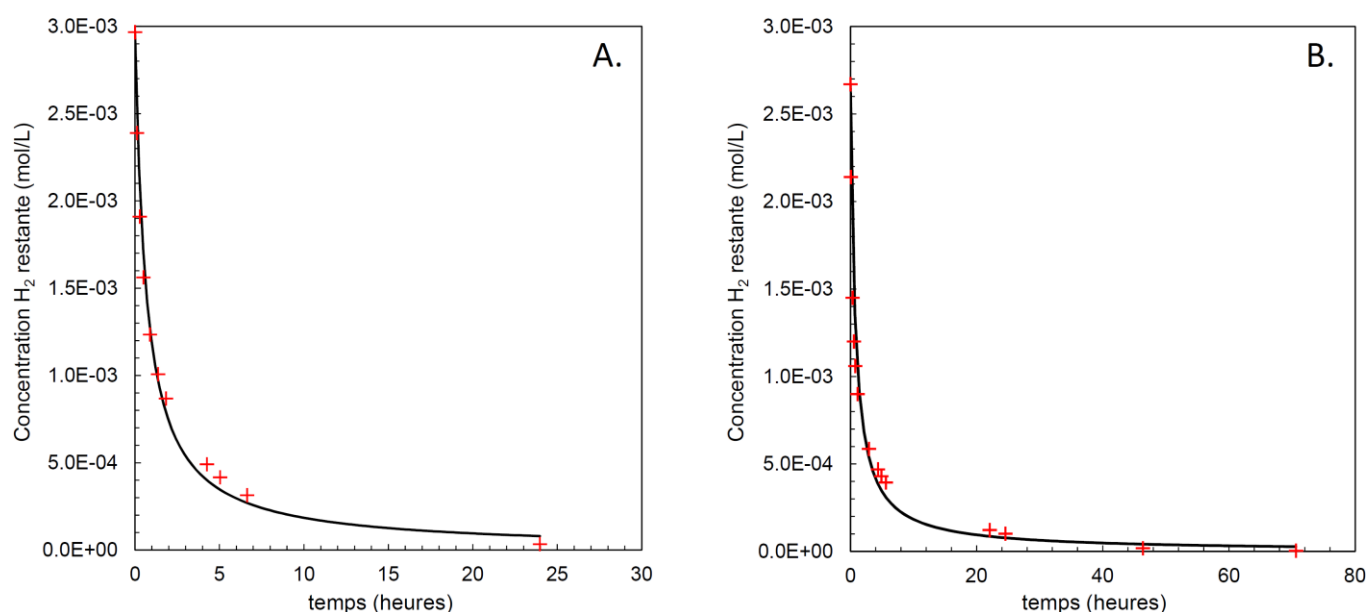 A.
Concentration H₂ restante (mol/L)
3.0E-03
2.5E-03
2.0E-03
1.5E-03
1.0E-03
5.0E-04
0.0E+00
0 5 10 15 20 25 30
temps (heures)
B.
Concentration H₂ restante (mol/L)
3.0E-03
2.5E-03
2.0E-03
1.5E-03
1.0E-03
5.0E-04
0.0E+00
0 20 40 60 80
temps (heures)